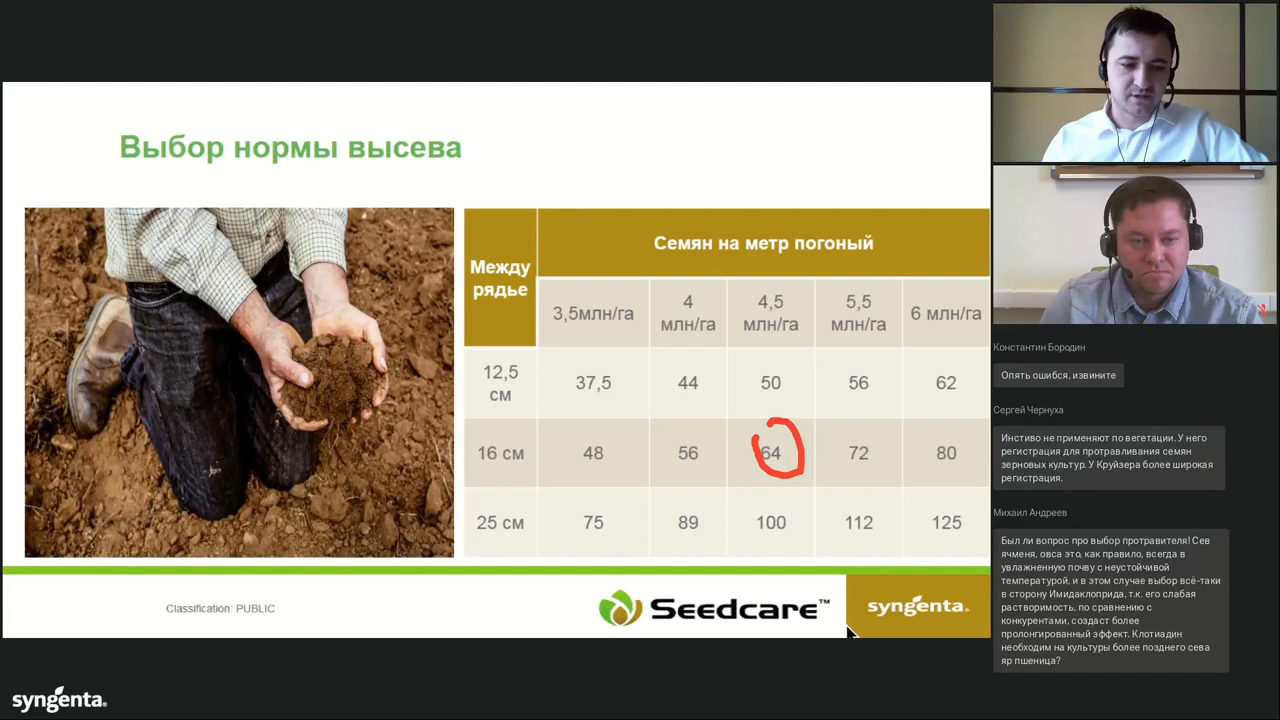 Выбор нормы высева
Между
рядье
Семян на метр погонный
3,5млн/га
4
млн/га
4,5
млн/га
5,5
млн/га
6 млн/га
12,5
см
37,5
44
50
56
62
16 см
48
56
64
72
80
25 см
75
89
100
112
125
Classification: PUBLIC
Seedcare™
syngenta.
syngenta.
Константин Бородин
Опять ошибся, извините
Сергей Чернуха
Инстиво не применяют по вегетации. У него
регистрация для протравливания семян
зерновых культур. У Круйзера более широкая
регистрация.
Михаил Андреев
Был ли вопрос про выбор протравителя! Сев
ячменя, овса это, как правило, всегда в
увлажненную почву с неустойчивой
температурой, и в этом случае выбор всё-таки
в сторону Имидаклоприда, т.к. его слабая
растворимость, по сравнению с
конкурентами, создаст более
пролонгированный эффект. Клотиадин
необходим на культуры более позднего сева
яр пшеница?